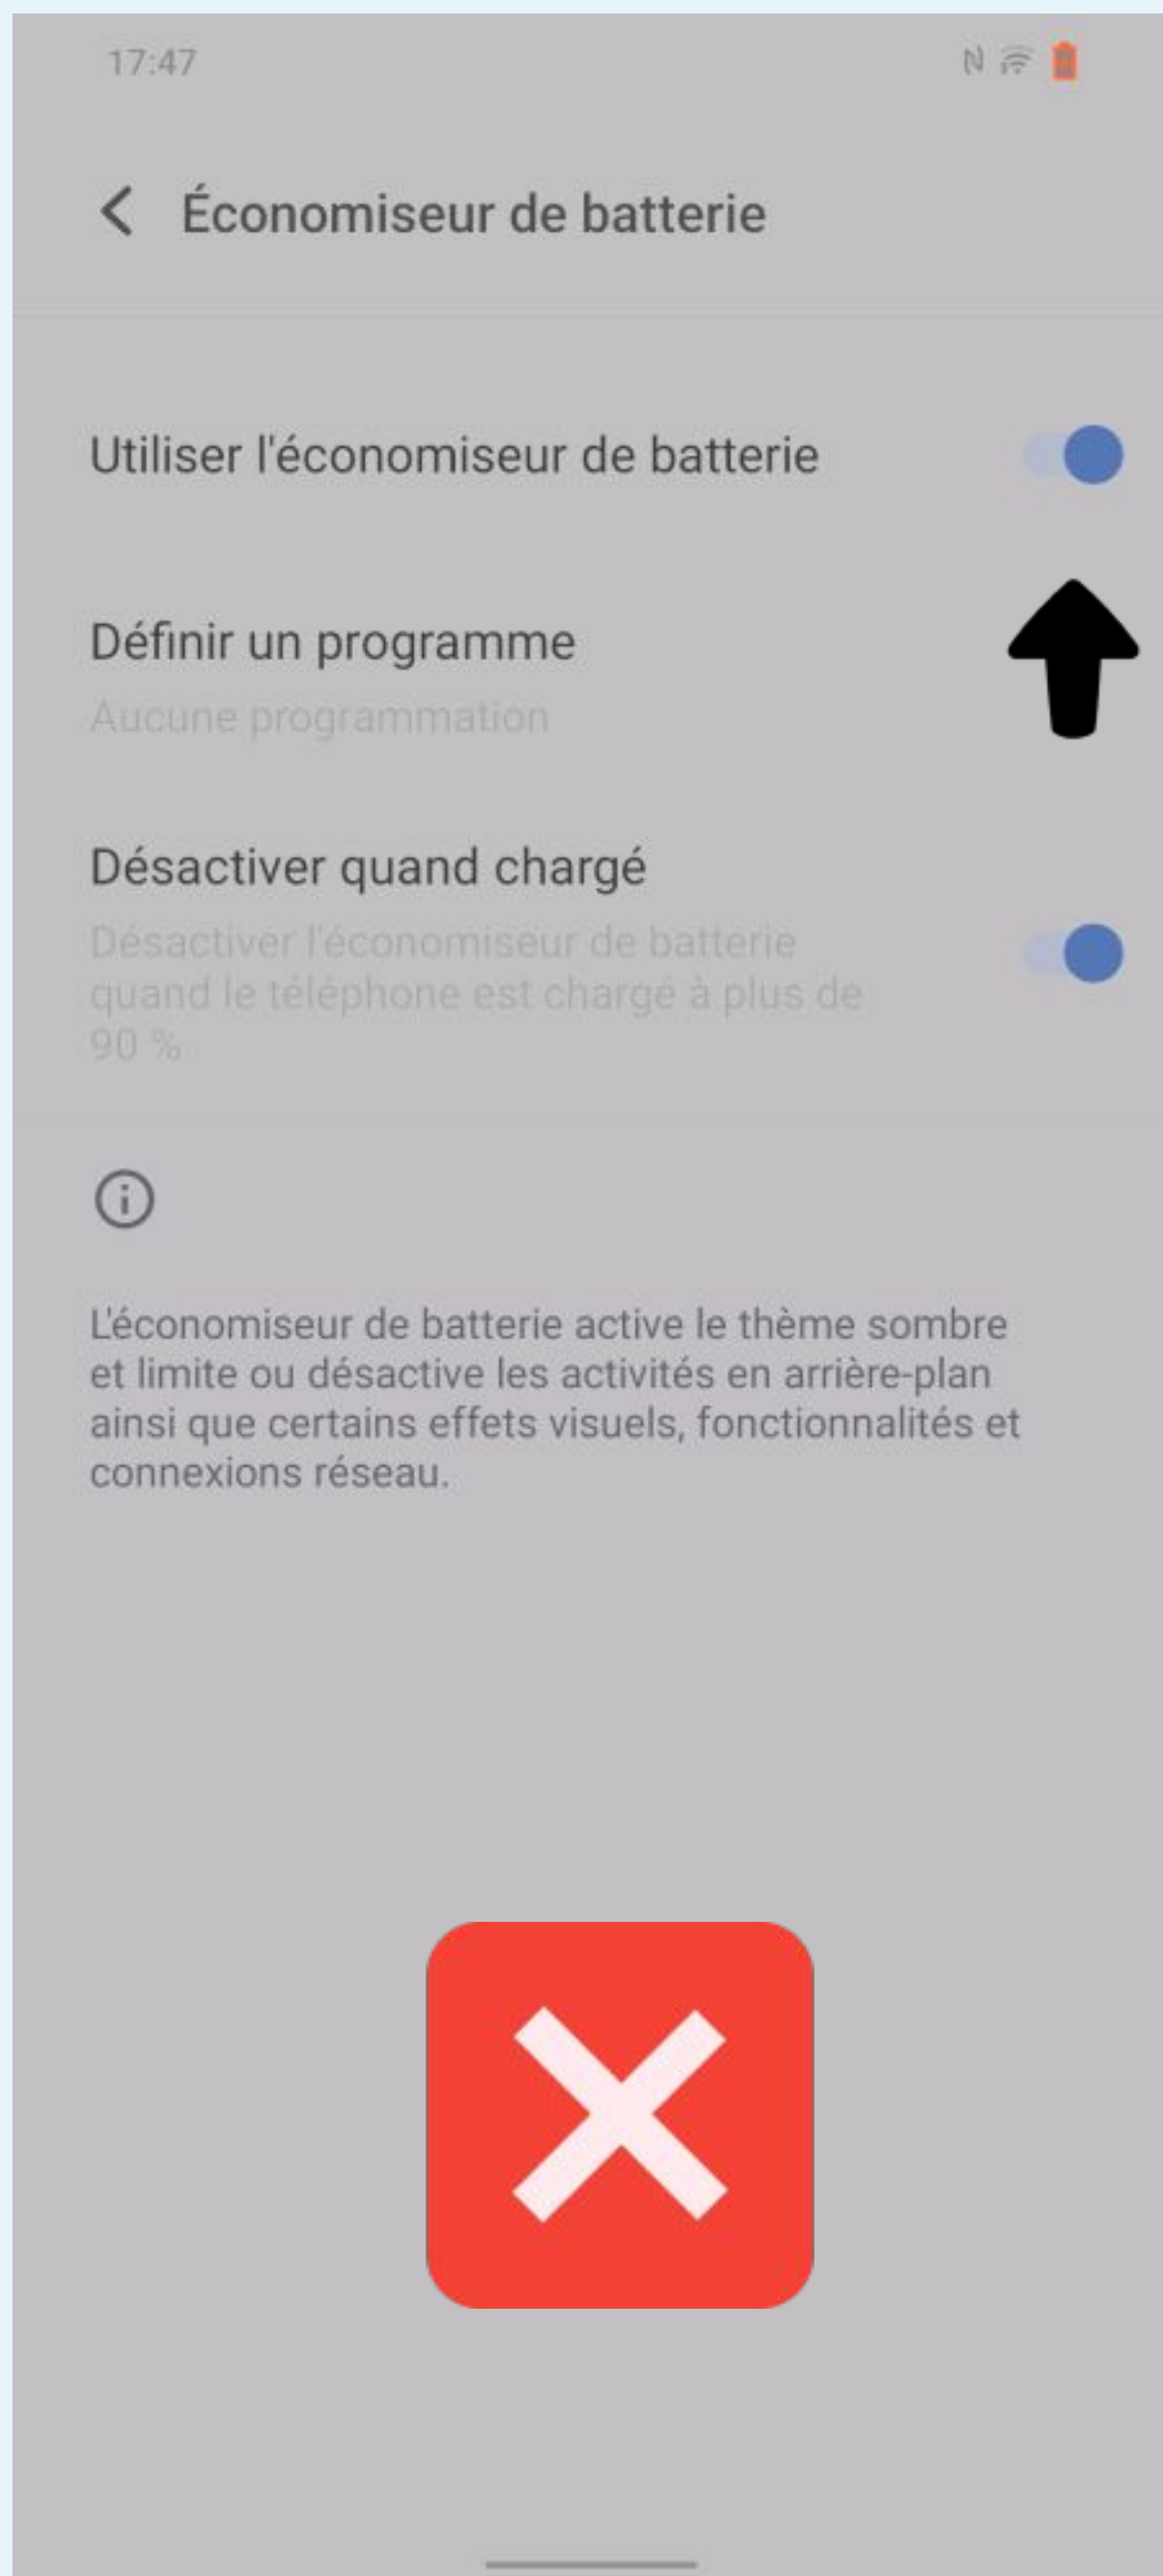 17:47
Économiseur de batterie
Utiliser l'économiseur de batterie
Définir un programme
Aucune programmation
Désactiver quand chargé
Désactiver l'économiseur de batterie
quand le téléphone est chargé à plus de
90 %
L'économiseur de batterie active le thème sombre
et limite ou désactive les activités en arrière-plan
ainsi que certains effets visuels, fonctionnalités et
connexions réseau.